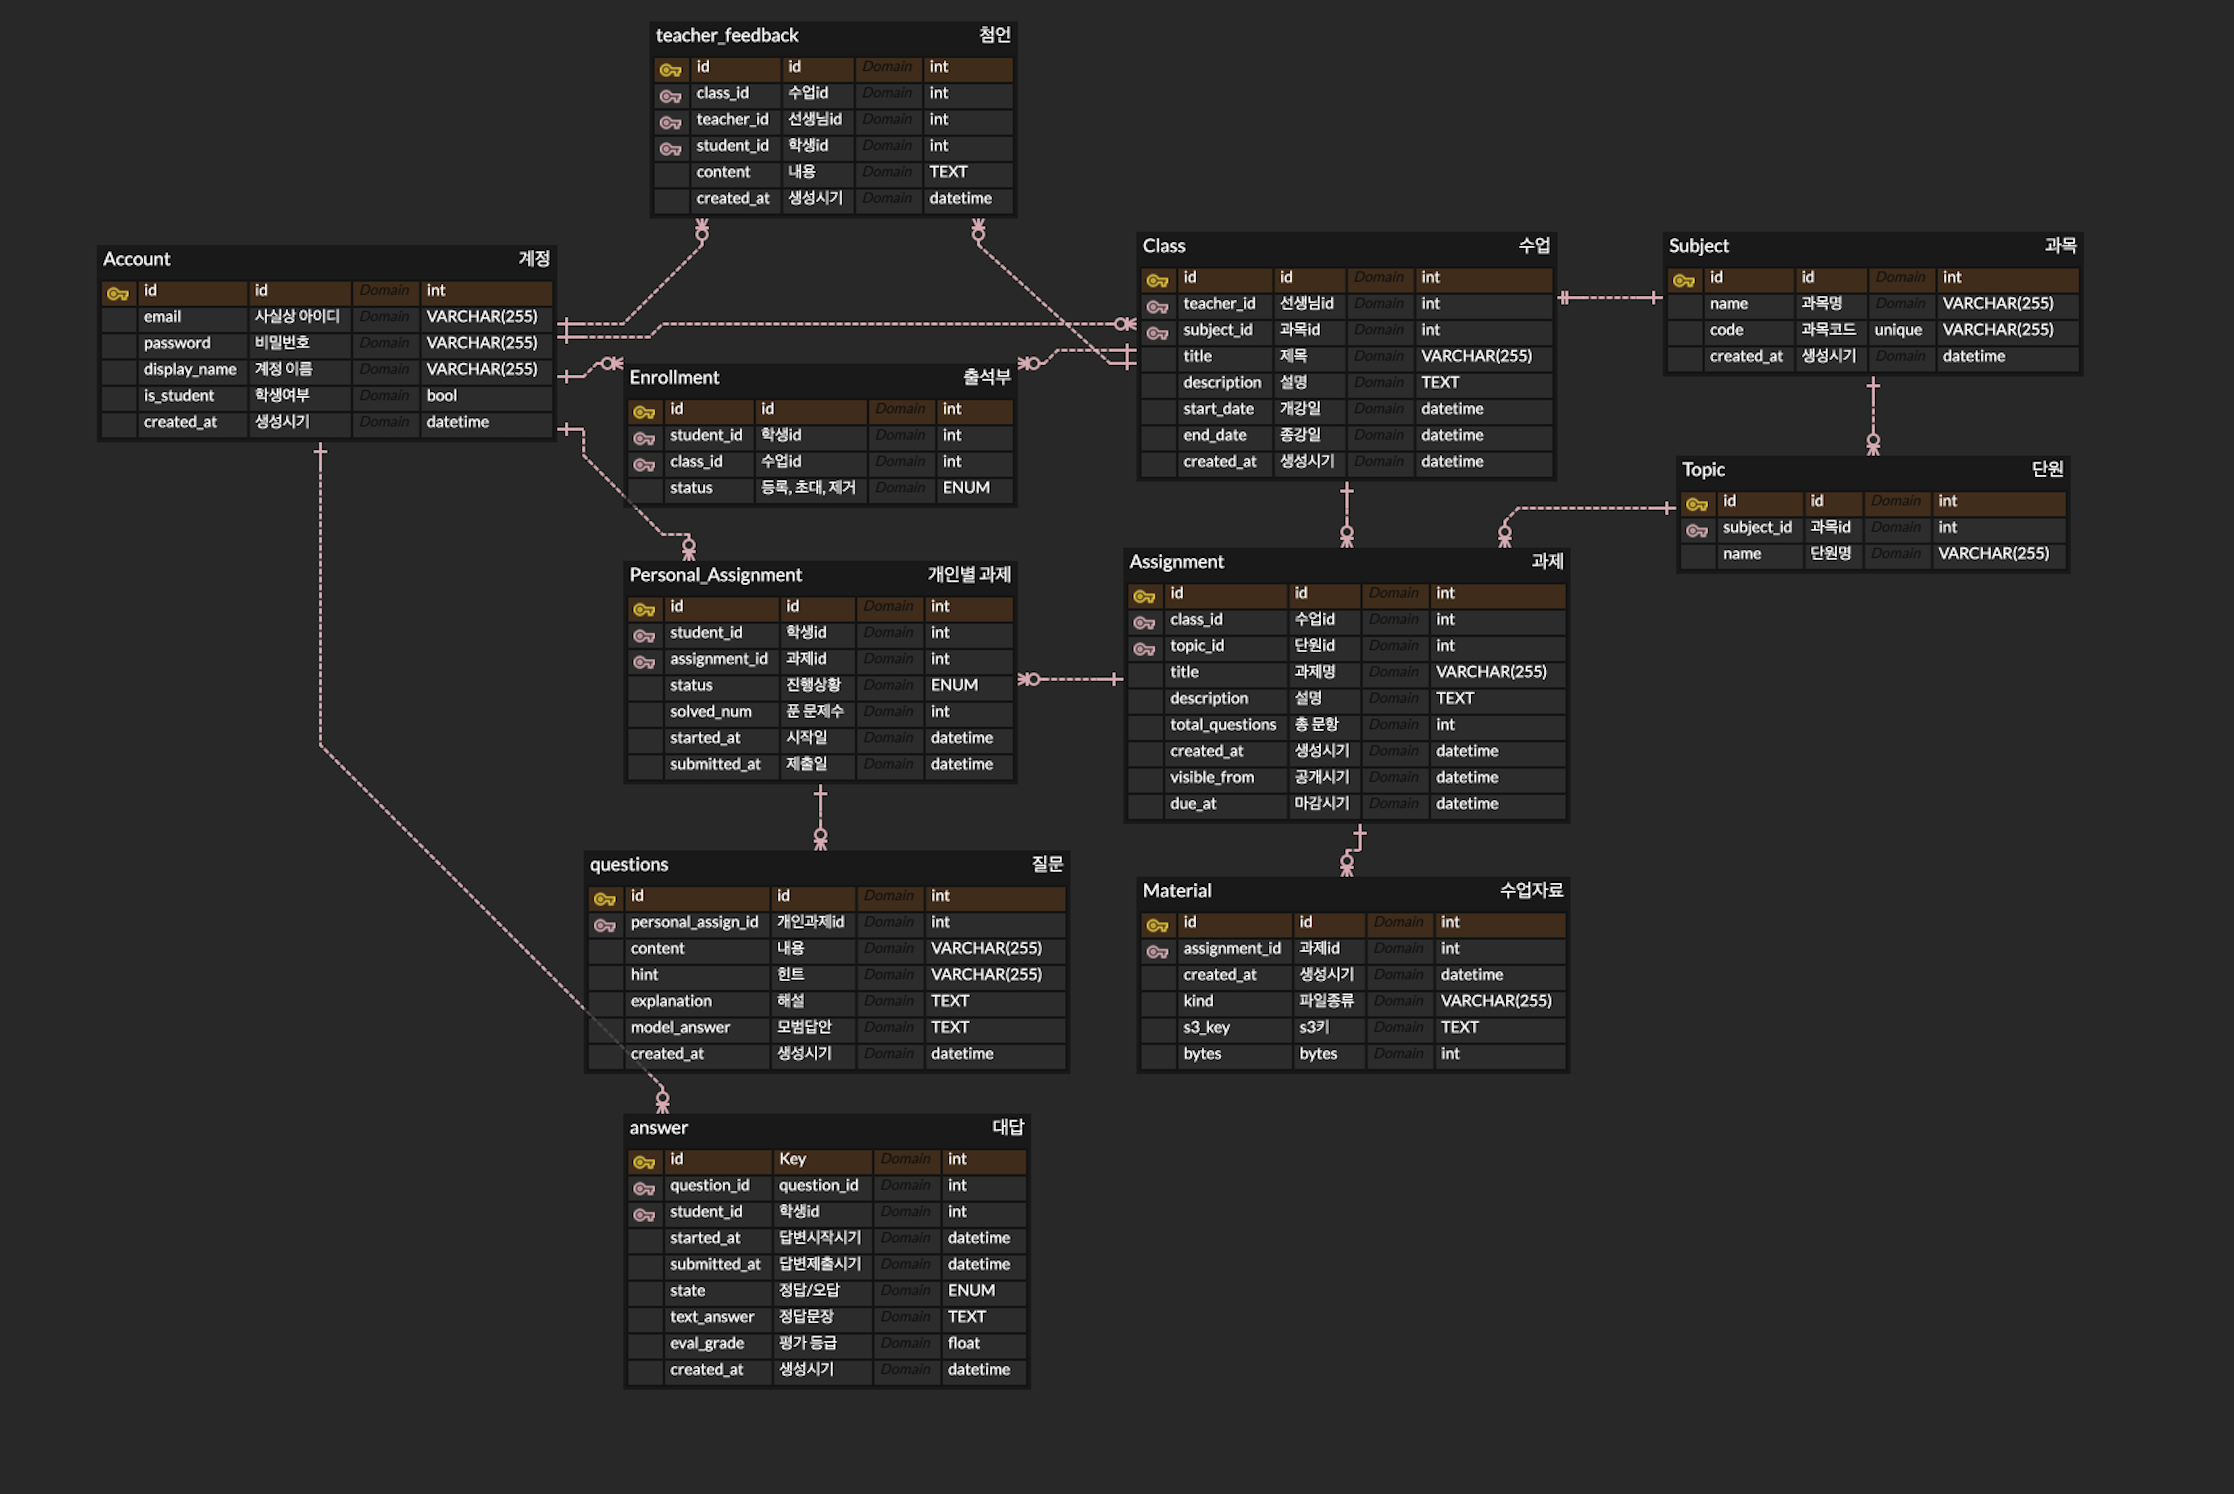 teacher_feedback 첨언
id id Domain int
class_id 수업id Domain int
teacher_id 선생님id Domain int
student_id 학생id Domain int
content 내용 Domain TEXT
created_at 생성시기 Domain datetime
Account 계정
id id Domain int
email 사실상 아이디 Domain VARCHAR(255)
password 비밀번호 Domain VARCHAR(255)
display_name 계정 이름 Domain VARCHAR(255)
is_student 학생여부 Domain bool
created_at 생성시기 Domain datetime
Class 수업
id id Domain int
teacher_id 선생님id Domain int
subject_id 과목id Domain int
title 제목 Domain VARCHAR(255)
description 설명 Domain TEXT
start_date 개강일 Domain datetime
end_date 종강일 Domain datetime
created_at 생성시기 Domain datetime
Subject 과목
id id Domain int
name 과목명 Domain VARCHAR(255)
code 과목코드 unique VARCHAR(255)
created_at 생성시기 Domain datetime
Enrollment 출석부
id id Domain int
student_id 학생id Domain int
class_id 수업id Domain int
status 등록, 초대, 제거 Domain ENUM
Topic 단원
id id Domain int
subject_id 과목id Domain int
name 단원명 Domain VARCHAR(255)
Personal_Assignment 개인별 과제
id id Domain int
student_id 학생id Domain int
assignment_id 과제id Domain int
status 진행상황 Domain ENUM
solved_num 푼 문제수 Domain int
started_at 시작일 Domain datetime
submitted_at 제출일 Domain datetime
Assignment 과제
id id Domain int
class_id 수업id Domain int
topic_id 단원id Domain int
title 과제명 Domain VARCHAR(255)
description 설명 Domain TEXT
total_questions 총 문항 Domain int
created_at 생성시기 Domain datetime
visible_from 공개시기 Domain datetime
due_at 마감시기 Domain datetime
questions 질문
id id Domain int
personal_assign_id 개인과제id Domain int
content 내용 Domain VARCHAR(255)
hint 힌트 Domain VARCHAR(255)
explanation 해설 Domain TEXT
model_answer 모범답안 Domain TEXT
created_at 생성시기 Domain datetime
Material 수업자료
id id Domain int
assignment_id 과제id Domain int
created_at 생성시기 Domain datetime
kind 파일종류 Domain VARCHAR(255)
s3_key s3키 Domain TEXT
bytes bytes Domain int
answer 대답
id Key Domain int
question_id question_id Domain int
student_id 학생id Domain int
started_at 답변시작시기 Domain datetime
submitted_at 답변제출시기 Domain datetime
state 정답/오답 Domain ENUM
text_answer 정답문장 Domain TEXT
eval_grade 평가 등급 Domain float
created_at 생성시기 Domain datetime